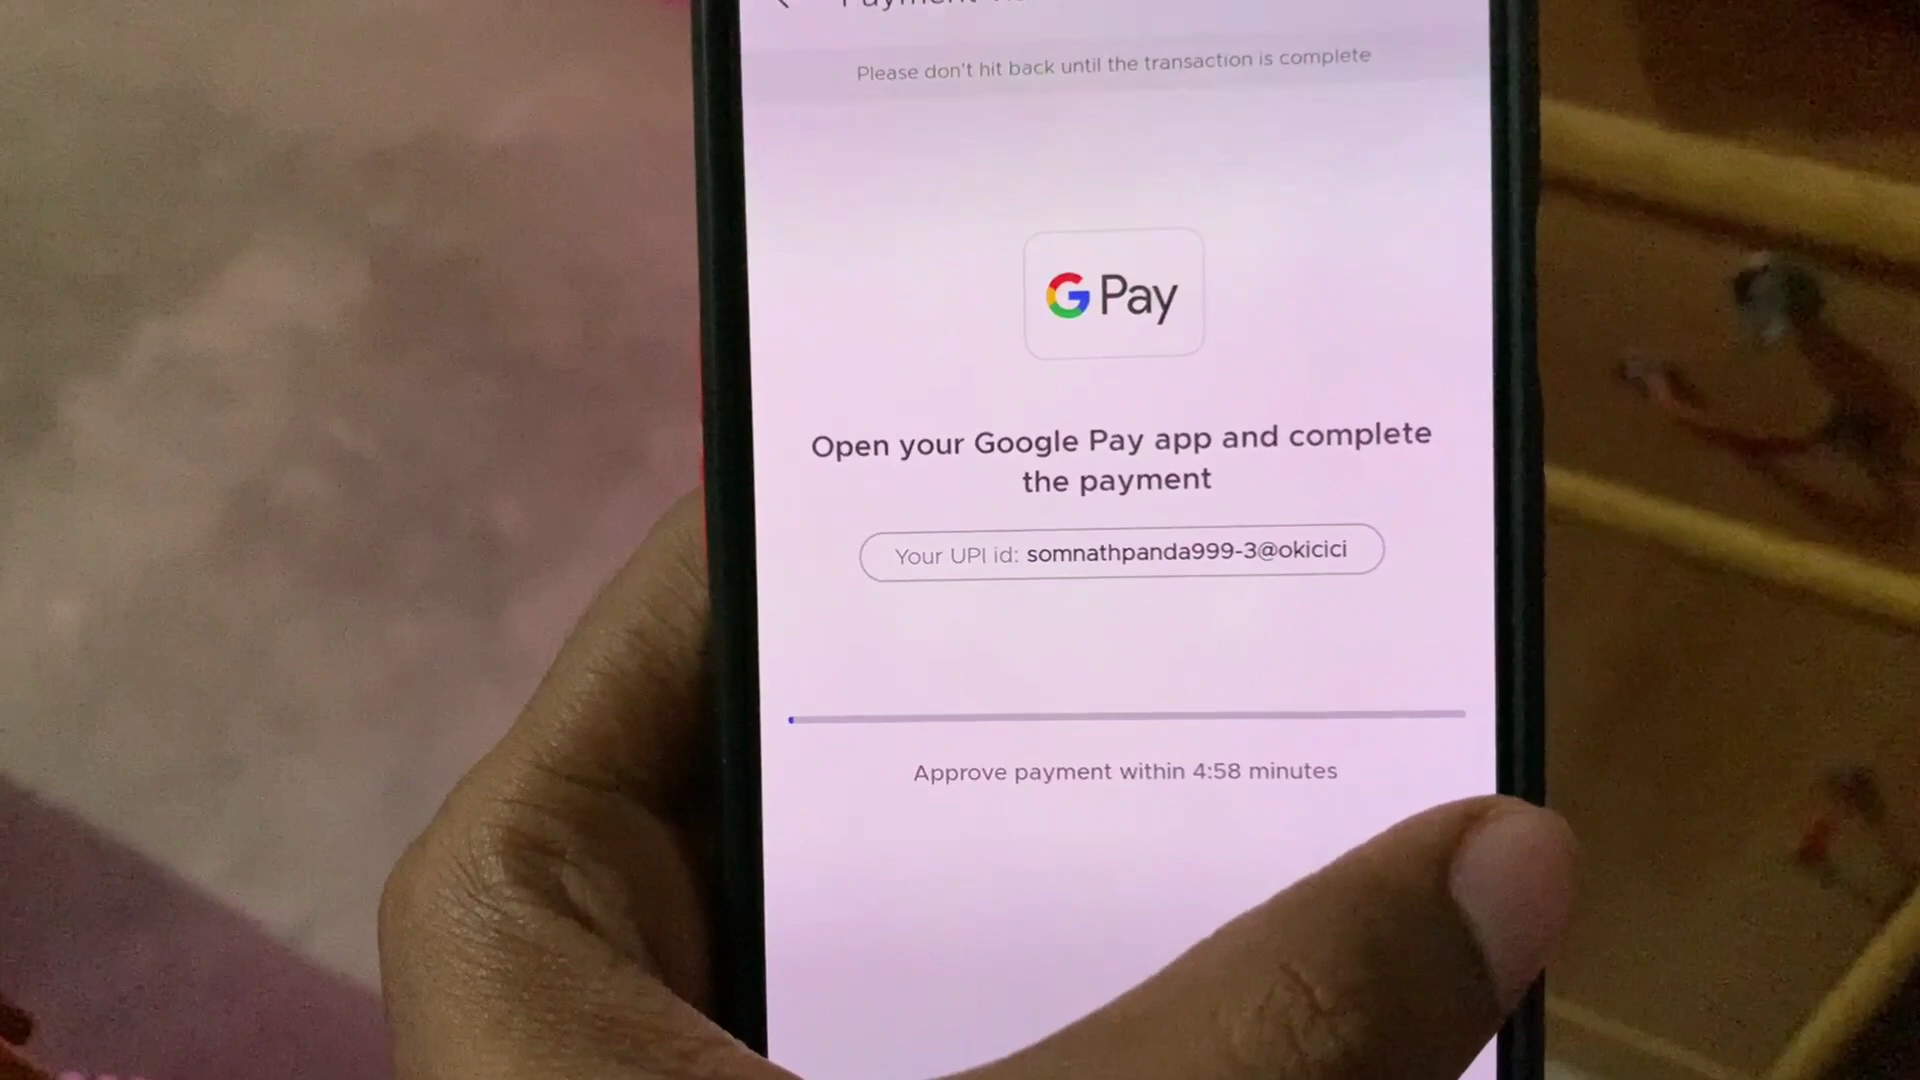 Payment
Please don't hit back until the transaction is complete
G Pay
Open your Google Pay app and complete
the payment
Your UPI id: somnathpanda999-3@okicici
Approve payment within 4:58 minutes